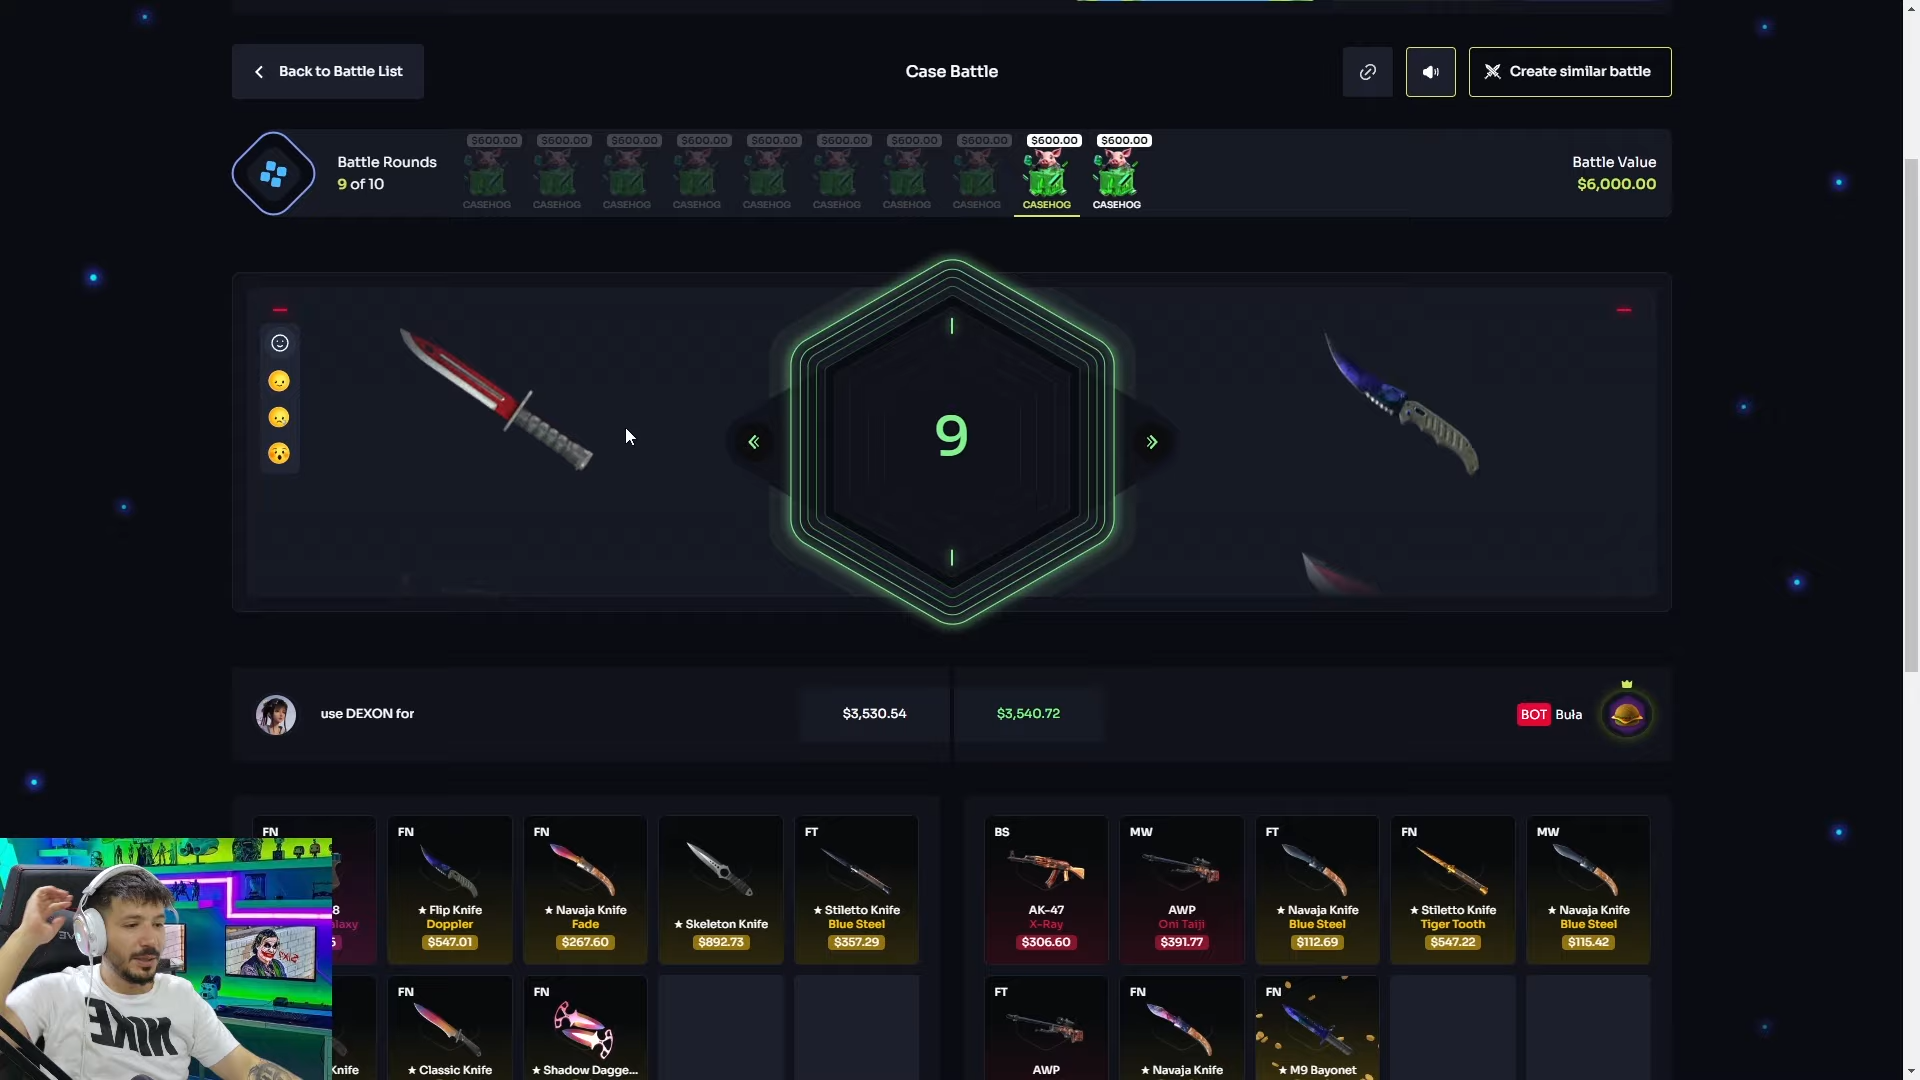 Back to Battle List
Case Battle
Create similar battle
$600.00 $600.00 $600.00 $600.00 $600.00 $600.00 $600.00 $600.00 $600.00 $600.00
Battle Rounds
9 of 10
CASEHOG CASEHOG CASEHOG CASEHOG CASEHOG CASEHOG CASEHOG CASEHOG CASEHOG CASEHOG
Battle Value
$6,000.00
9
use DEXON for
$3,530.54
$3,540.72
BOT Buła
FN
FN
★ Flip Knife
Doppler
$547.01
FN
★ Navaja Knife
Fade
$267.60
★ Skeleton Knife
$892.73
FT
★ Stiletto Knife
Blue Steel
$357.29
BS
AK-47
X-Ray
$306.60
MW
AWP
Oni Taiji
$391.77
FT
★ Navaja Knife
Blue Steel
$112.69
FN
★ Stiletto Knife
Tiger Tooth
$547.22
MW
★ Navaja Knife
Blue Steel
$115.42
FN
★ Classic Knife
FN
★ Shadow Dagge...
FT
AWP
FN
★ Navaja Knife
FN
★ M9 Bayonet
NIKE